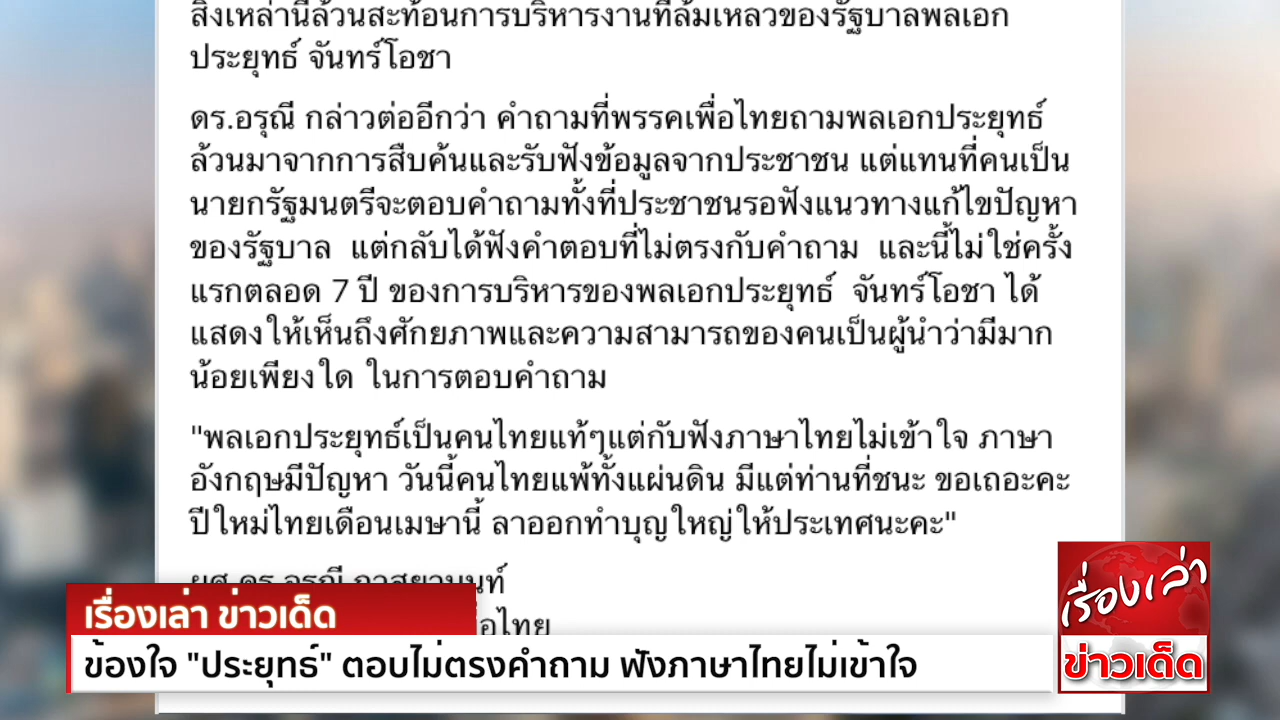 สิ่งเหล่านี้ล้วนสะท้อนการบริหารงานที่ล้มเหลวของรัฐบาลพลเอก
ประยุทธ์ จันทร์โอชา
ดร.อรุณี กล่าวต่ออีกว่า คำถามที่พรรคเพื่อไทยถามพลเอกประยุทธ์
ล้วนมาจากการสืบค้นและรับฟังข้อมูลจากประชาชน แต่แทนที่คนเป็น
นายกรัฐมนตรีจะตอบคำถามทั้งที่ประชาชนรอฟังแนวทางแก้ไขปัญหา
ของรัฐบาล แต่กลับได้ฟังคำตอบที่ไม่ตรงกับคำถาม และนี่ไม่ใช่ครั้ง
แรกตลอด 7 ปี ของการบริหารของพลเอกประยุทธ์ จันทร์โอชา ได้
แสดงให้เห็นถึงศักยภาพและความสามารถของคนเป็นผู้นำว่ามีมาก
น้อยเพียงใด ในการตอบคำถาม
"พลเอกประยุทธ์เป็นคนไทยแท้ๆแต่กับฟังภาษาไทยไม่เข้าใจ ภาษา
อังกฤษมีปัญหา วันนี้คนไทยแพ้ทั้งแผ่นดิน มีแต่ท่านที่ชนะ ขอเถอะคะ
ปีใหม่ไทยเดือนเมษานี้ ลาออกทำบุญใหญ่ให้ประเทศนะคะ"
ผศ.ดร.อรุณี กาสยานนท์
เรื่องเล่า ข่าวเด็ด
ข้องใจ "ประยุทธ์" ตอบไม่ตรงคำถาม ฟังภาษาไทยไม่เข้าใจ
เรื่องเล่า
ข่าวเด็ด